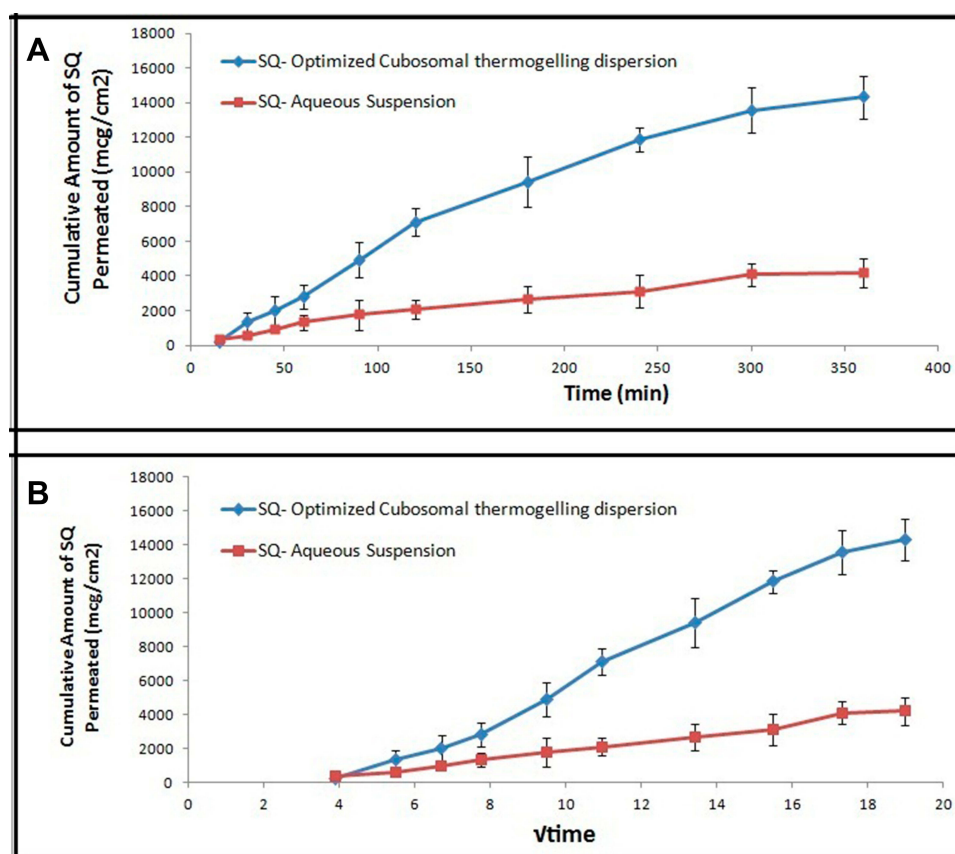 A
Cumulative Amount of SQ
Permeated (mcg/cm2)
18000
16000
14000
12000
10000
8000
6000
4000
2000
0
SQ- Optimized Cubosomal thermogelling dispersion
SQ- Aqueous Suspension
0 50 100 150 200 250 300 350 400
Time (min)
B
Cumulative Amount of SQ
Permeated (mcg/cm2)
18000
16000
14000
12000
10000
8000
6000
4000
2000
0
SQ- Optimized Cubosomal thermogelling dispersion
SQ- Aqueous Suspension
0 2 4 6 8 10 12 14 16 18 20
√time